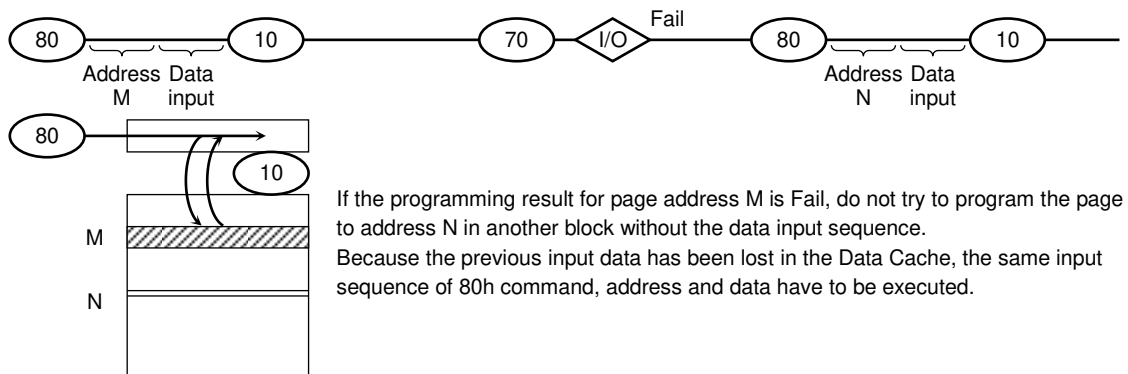 Fail
80 10 70 I/O 80 10
Address Data Address Data
M input N input
80
10
If the programming result for page address M is Fail, do not try to program the page
M
to address N in another block without the data input sequence.
Because the previous input data has been lost in the Data Cache, the same input
sequence of 80h command, address and data have to be executed.
N